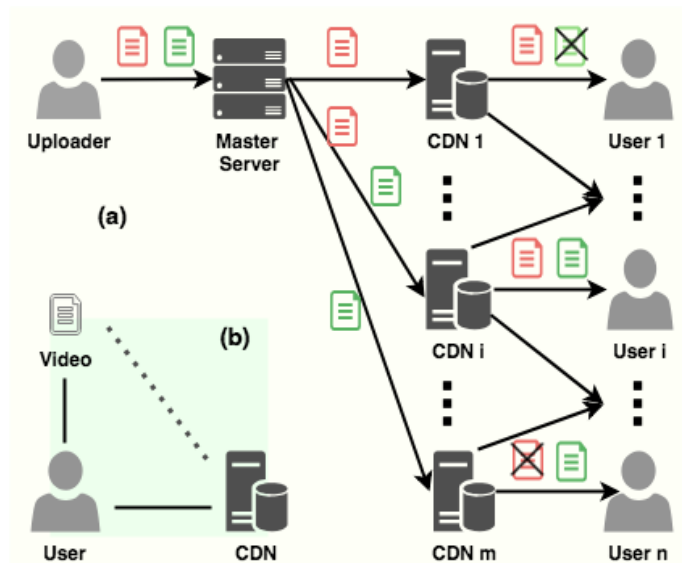 Uploader
Master
Server
CDN 1
User 1
(a)
CDN i
User i
(b)
Video
User
CDN
CDN m
User n